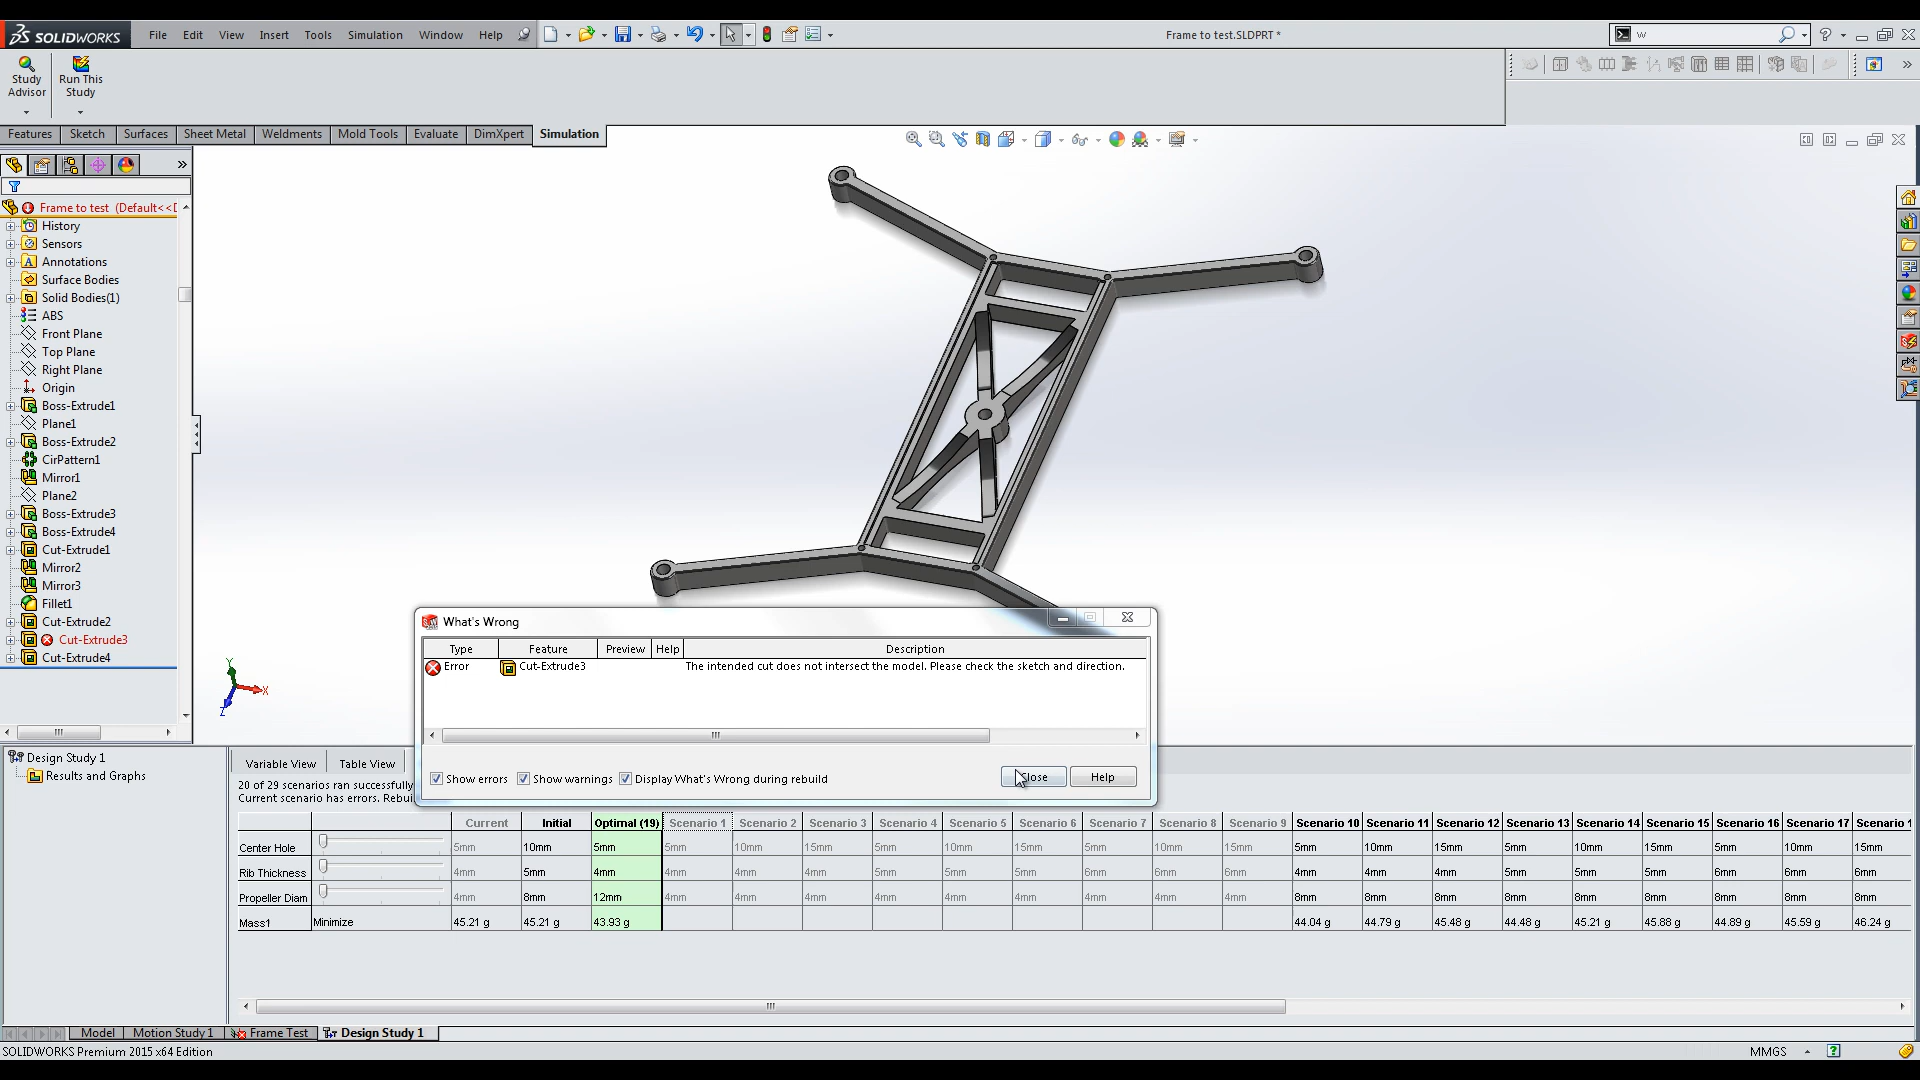 SOLIDWORKS File Edit View Insert Tools Simulation Window Help Frame to test.SLDPRT * w
Study Advisor
Run This Study
Features Sketch Surfaces Sheet Metal Weldments Mold Tools Evaluate DimXpert Simulation
Frame to test (Default<<D
History
Sensors
Annotations
Surface Bodies
Solid Bodies(1)
ABS
Front Plane
Top Plane
Right Plane
Origin
Boss-Extrude1
Plane1
Boss-Extrude2
CirPattern1
Mirror1
Plane2
Boss-Extrude3
Boss-Extrude4
Cut-Extrude1
Mirror2
Mirror3
Fillet1
Cut-Extrude2
Cut-Extrude3
Cut-Extrude4
Y
X
Z
What's Wrong
Type Feature Preview Help Description
Error Cut-Extrude3 The intended cut does not intersect the model. Please check the sketch and direction.
Show errors Show warnings Display What's Wrong during rebuild Close Help
Design Study 1
Results and Graphs
Variable View Table View
20 of 29 scenarios ran successfully
Current scenario has errors. Rebui
Current Initial Optimal (19) Scenario 1 Scenario 2 Scenario 3 Scenario 4 Scenario 5 Scenario 6 Scenario 7 Scenario 8 Scenario 9 Scenario 10 Scenario 11 Scenario 12 Scenario 13 Scenario 14 Scenario 15 Scenario 16 Scenario 17 Scenario 1
Center Hole 5mm 10mm 5mm 5mm 10mm 15mm 5mm 10mm 15mm 5mm 10mm 15mm 5mm 10mm 15mm 5mm 10mm 15mm 5mm 10mm 15mm
Rib Thickness 4mm 5mm 4mm 4mm 4mm 4mm 5mm 5mm 5mm 6mm 6mm 6mm 4mm 4mm 4mm 5mm 5mm 5mm 6mm 6mm 6mm
Propeller Diam 4mm 8mm 12mm 4mm 4mm 4mm 4mm 4mm 4mm 4mm 4mm 4mm 8mm 8mm 8mm 8mm 8mm 8mm 8mm 8mm 8mm
Mass1 Minimize 45.21 g 45.21 g 43.93 g 44.04 g 44.79 g 45.48 g 44.48 g 45.21 g 45.88 g 44.89 g 45.59 g 46.24 g
Model Motion Study 1 Frame Test Design Study 1
SOLIDWORKS Premium 2015 x64 Edition MMGS